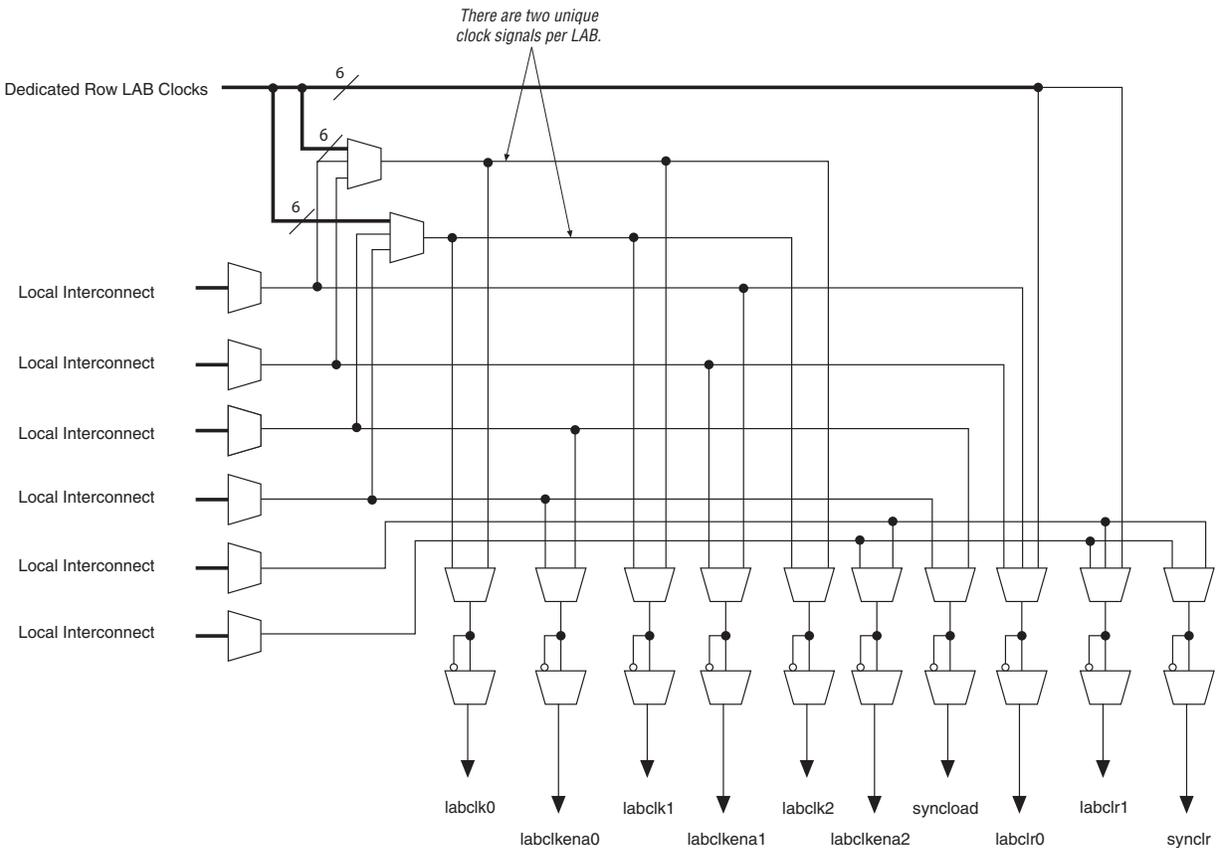 There are two unique
clock signals per LAB.
6
Dedicated Row LAB Clocks
6
6
Local Interconnect
Local Interconnect
Local Interconnect
Local Interconnect
Local Interconnect
Local Interconnect
labclk0
labclk1
labclk2
syncload
labclr1
labclkena0
labclkena1
labclkena2
labclr0
synclr